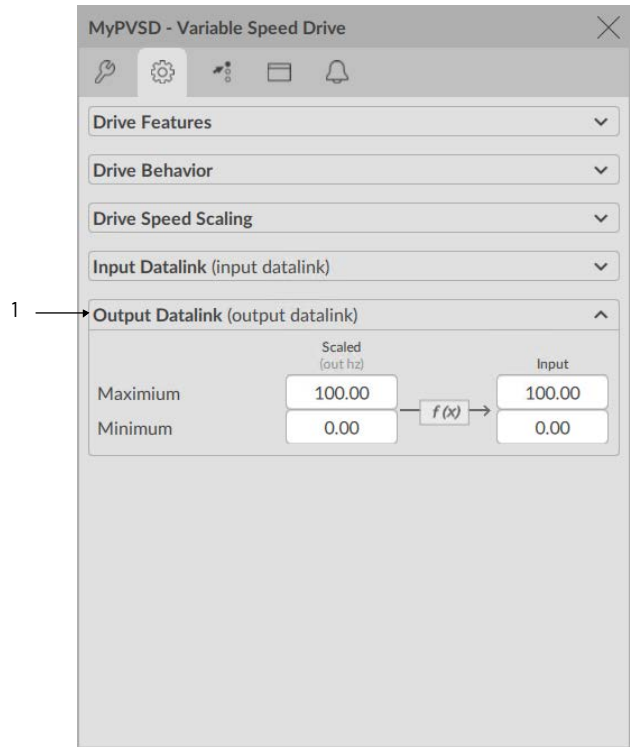 MyPVSD - Variable Speed Drive
Drive Features
Drive Behavior
Drive Speed Scaling
Input Datalink (input datalink)
1
Output Datalink (output datalink)
Scaled
(out hz) Input
Maximium 100.00 f(x) 100.00
Minimum 0.00 0.00